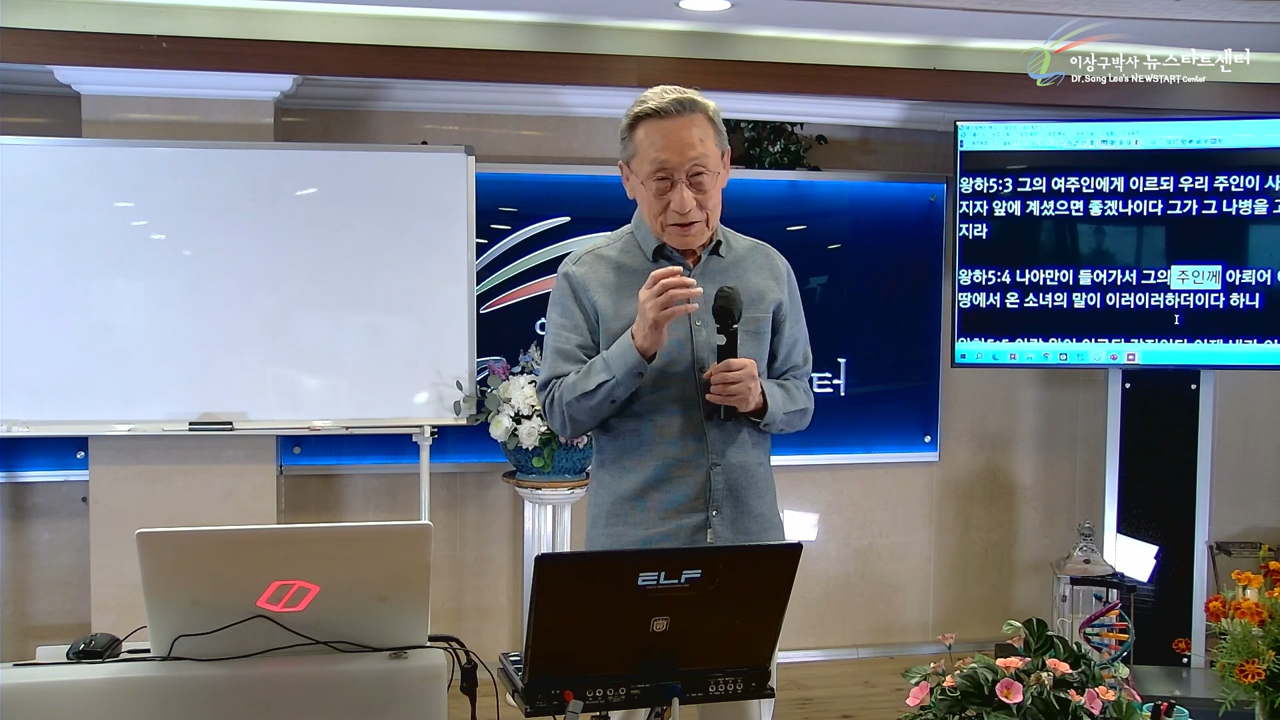 이상구박사 뉴스타트센터
Dr. Sang Lee's NEWSTART Center
왕하5:3 그의 여주인에게 이르되 우리 주인이 사
지자 앞에 계셨으면 좋겠나이다 그가 그 나병을 고
지라
왕하5:4 나아만이 들어가서 그의 주인께 아뢰어
땅에서 온 소녀의 말이 이러이러하더이다 하니
터
ELF